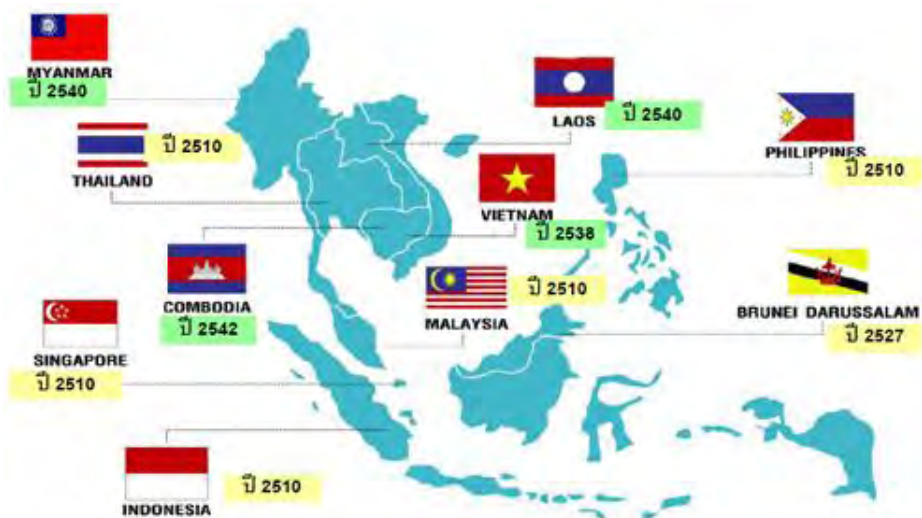 MYANMAR
ปี 2540
LAOS
ปี 2540
ปี 2510
THAILAND
PHILIPPINES
ปี 2510
VIETNAM
ปี 2538
COMBODIA
ปี 2542
ปี 2510
MALAYSIA
BRUNEI DARUSSALAM
ปี 2527
SINGAPORE
ปี 2510
ปี 2510
INDONESIA